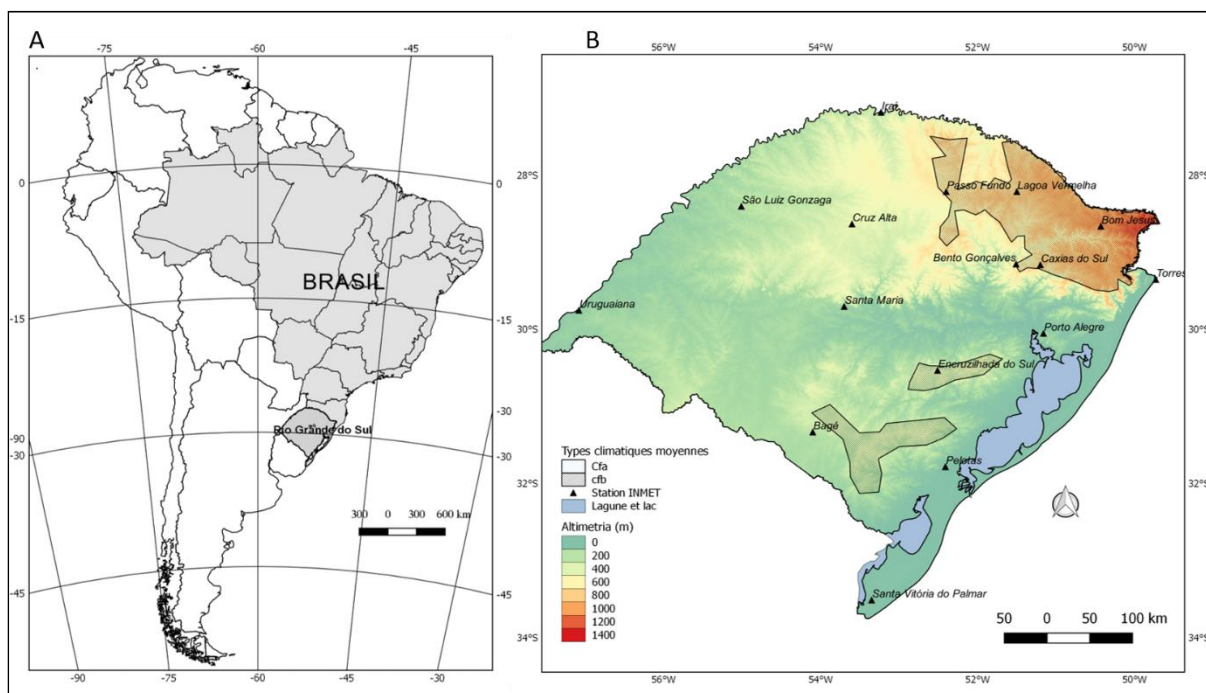 A
-75
-60
-45
0
0
BRASIL
-15
-15
-30
Rio Grande do Sul
-90
-30
-30
300 0 300 600 km
-45
-45
-75
-60
-45
B
56°W
54°W
52°W
50°W
Iraí
28°S
28°S
Passo Fundo
Lagoa Vermelha
São Luiz Gonzaga
Cruz Alta
Bom Jesus
Bento Gonçalves
Caxias do Sul
Torres
Uruguaiana
Santa Maria
30°S
30°S
Porto Alegre
Encruzilhada do Sul
Bagé
Pelotas
32°S
32°S
Types climatiques moyennes
Cfa
cfb
Station INMET
Lagune et lac
Altimetria (m)
0
200
400
600
800
1000
1200
1400
Santa Vitória do Palmar
50 0 50 100 km
34°S
34°S
56°W
54°W
52°W
50°W